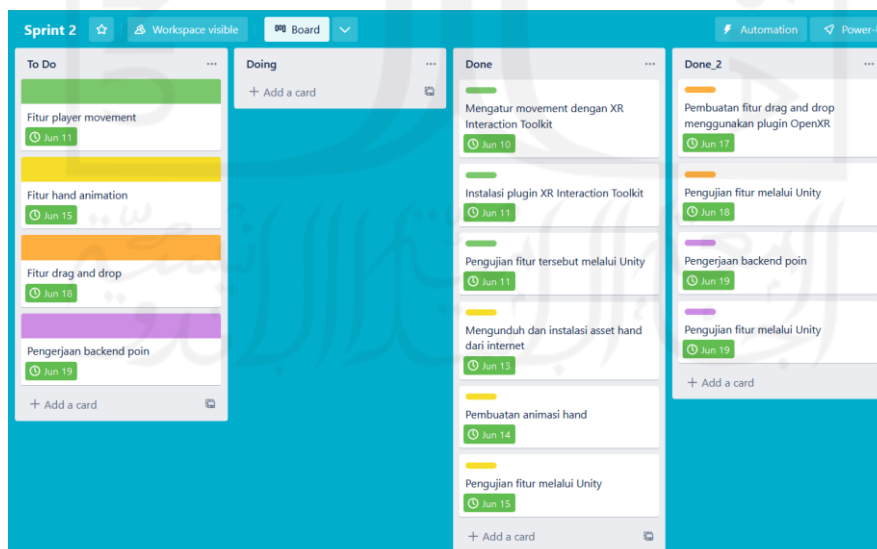 Sprint 2
Workspace visible
Board
Automation
To Do
Fitur player movement
Jun 11
Fitur hand animation
Jun 15
Fitur drag and drop
Jun 18
Pengerjaan backend poin
Jun 19
+ Add a card
Doing
+ Add a card
Done
Mengatur movement dengan XR
Interaction Toolkit
Jun 10
Instalasi plugin XR Interaction Toolkit
Jun 11
Pengujian fitur tersebut melalui Unity
Jun 11
Mengunduh dan instalasi asset hand
dari internet
Jun 13
Pembuatan animasi hand
Jun 14
Pengujian fitur melalui Unity
Jun 15
+ Add a card
Done_2
Pembuatan fitur drag and drop
menggunakan plugin OpenXR
Jun 17
Pengujian fitur melalui Unity
Jun 18
Pengerjaan backend poin
Jun 19
Pengujian fitur melalui Unity
Jun 19
+ Add a card